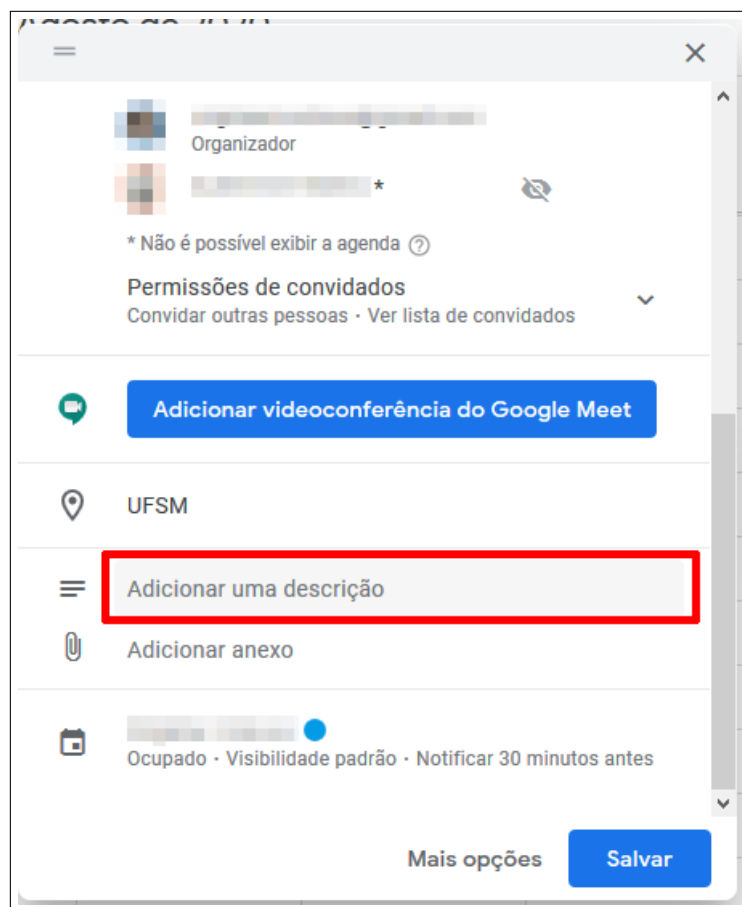 Organizador
*
* Não é possível exibir a agenda
Permissões de convidados
Convidar outras pessoas · Ver lista de convidados
Adicionar videoconferência do Google Meet
UFSM
Adicionar uma descrição
Adicionar anexo
Ocupado · Visibilidade padrão · Notificar 30 minutos antes
Mais opções
Salvar